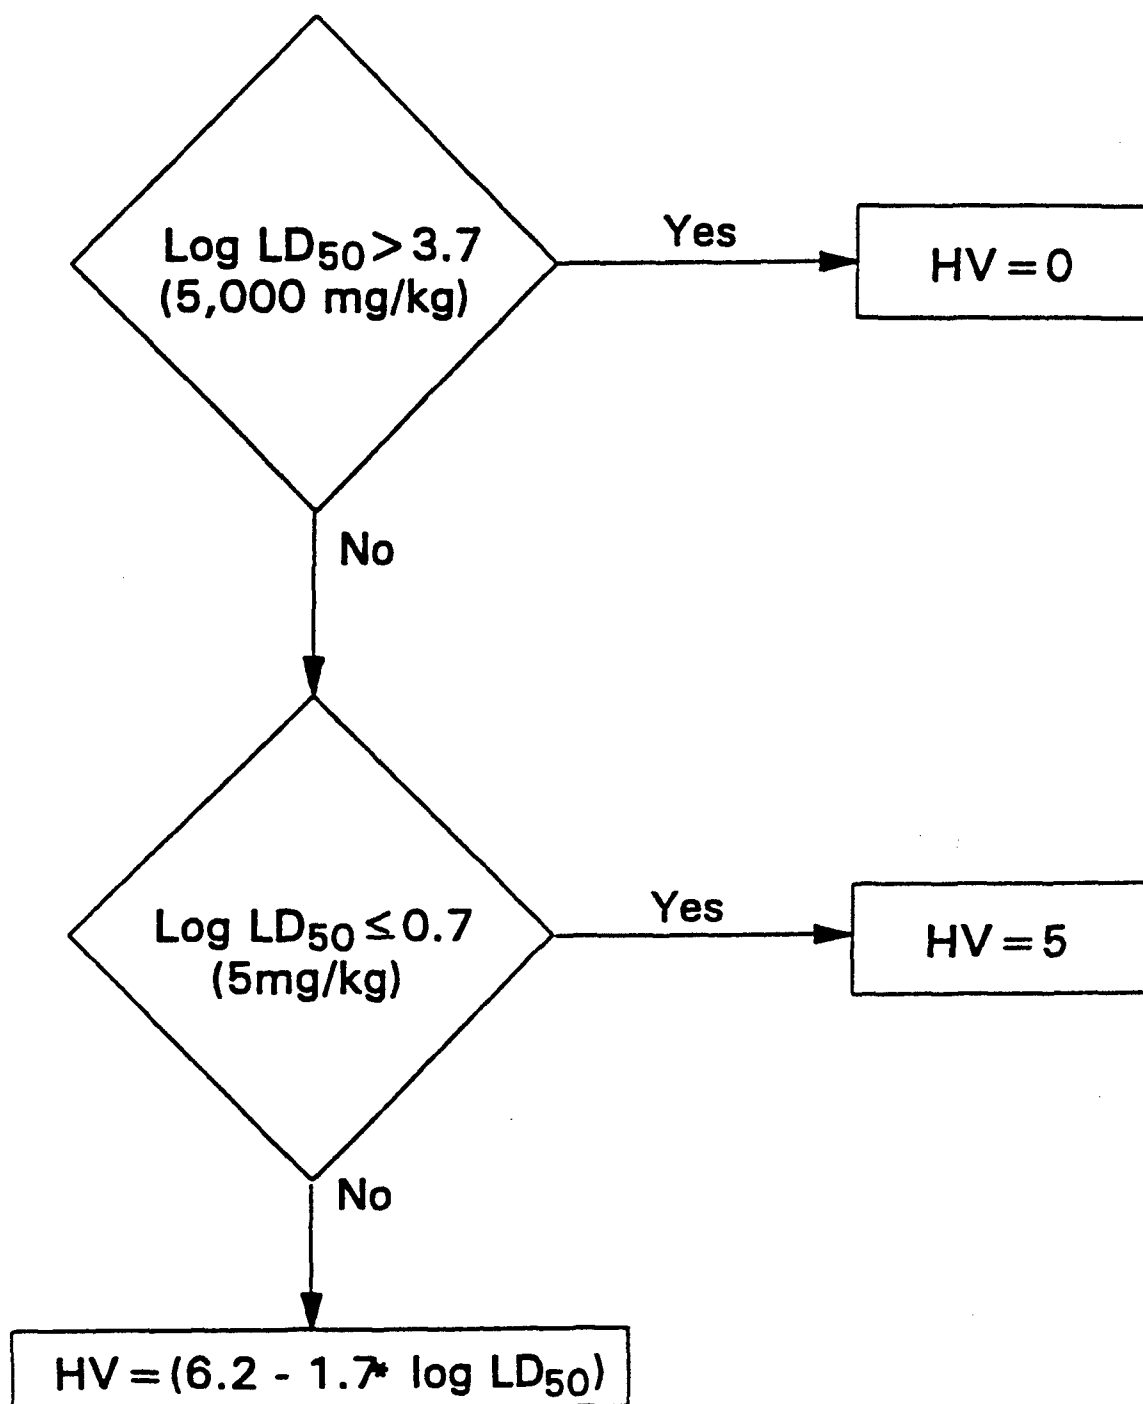 Log LD50 > 3.7
(5,000 mg/kg)
Yes
HV = 0
No
Log LD50 ≤ 0.7
(5mg/kg)
Yes
HV = 5
No
HV = (6.2 - 1.7* log LD50)